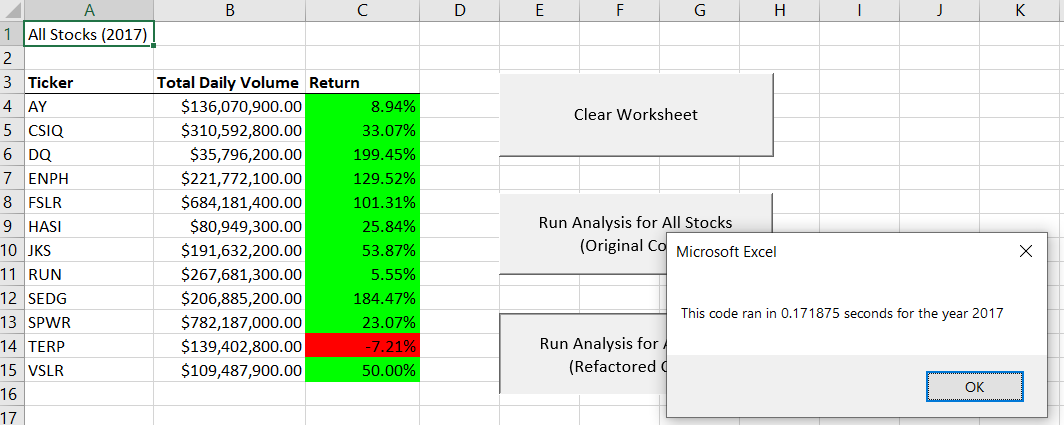 A B C D E F G H I J K
1 All Stocks (2017)
2
3 Ticker Total Daily Volume Return
4 AY $136,070,900.00 8.94%
5 CSIQ $310,592,800.00 33.07%
6 DQ $35,796,200.00 199.45%
7 ENPH $221,772,100.00 129.52%
8 FSLR $684,181,400.00 101.31%
9 HASI $80,949,300.00 25.84%
10 JKS $191,632,200.00 53.87%
11 RUN $267,681,300.00 5.55%
12 SEDG $206,885,200.00 184.47%
13 SPWR $782,187,000.00 23.07%
14 TERP $139,402,800.00 -7.21%
15 VSLR $109,487,900.00 50.00%
16
17
Clear Worksheet
Run Analysis for All Stocks
(Original Co
Run Analysis for
(Refactored
Microsoft Excel
This code ran in 0.171875 seconds for the year 2017
OK